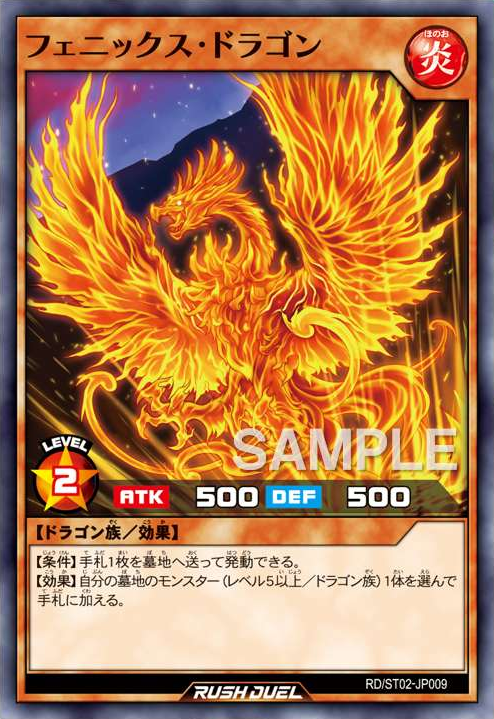 フェニックス・ドラゴン
ほのお
炎
SAMPLE
LEVEL
2
ATK 500 DEF 500
【ドラゴン族／効果】
【条件】手札1枚を墓地へ送って発動できる。
【効果】自分の墓地のモンスター(レベル5以上／ドラゴン族)1体を選んで
手札に加える。
RD/ST02-JP009
RUSH DUEL